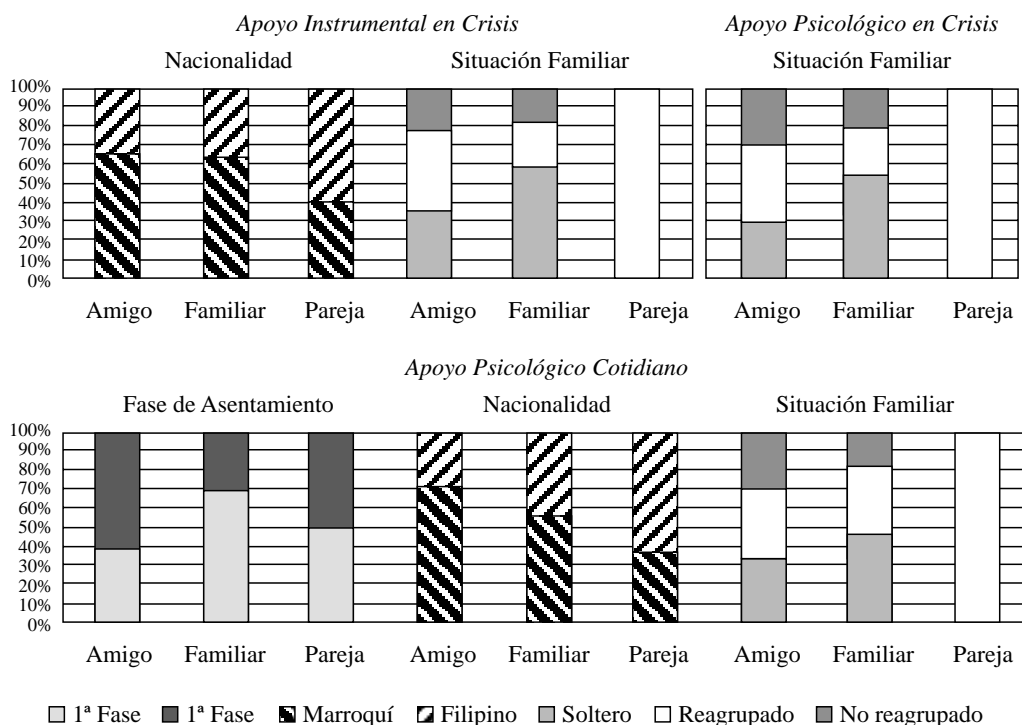 Apoyo Instrumental en Crisis
Apoyo Psicológico en Crisis
Nacionalidad
Situación Familiar
Situación Familiar
100%
90%
80%
70%
60%
50%
40%
30%
20%
10%
0%
Amigo Familiar Pareja Amigo Familiar Pareja Amigo Familiar Pareja
Apoyo Psicológico Cotidiano
Fase de Asentamiento
Nacionalidad
Situación Familiar
100%
90%
80%
70%
60%
50%
40%
30%
20%
10%
0%
Amigo Familiar Pareja Amigo Familiar Pareja Amigo Familiar Pareja
1ª Fase 1ª Fase Marroquí Filipino Soltero Reagrupado No reagrupado